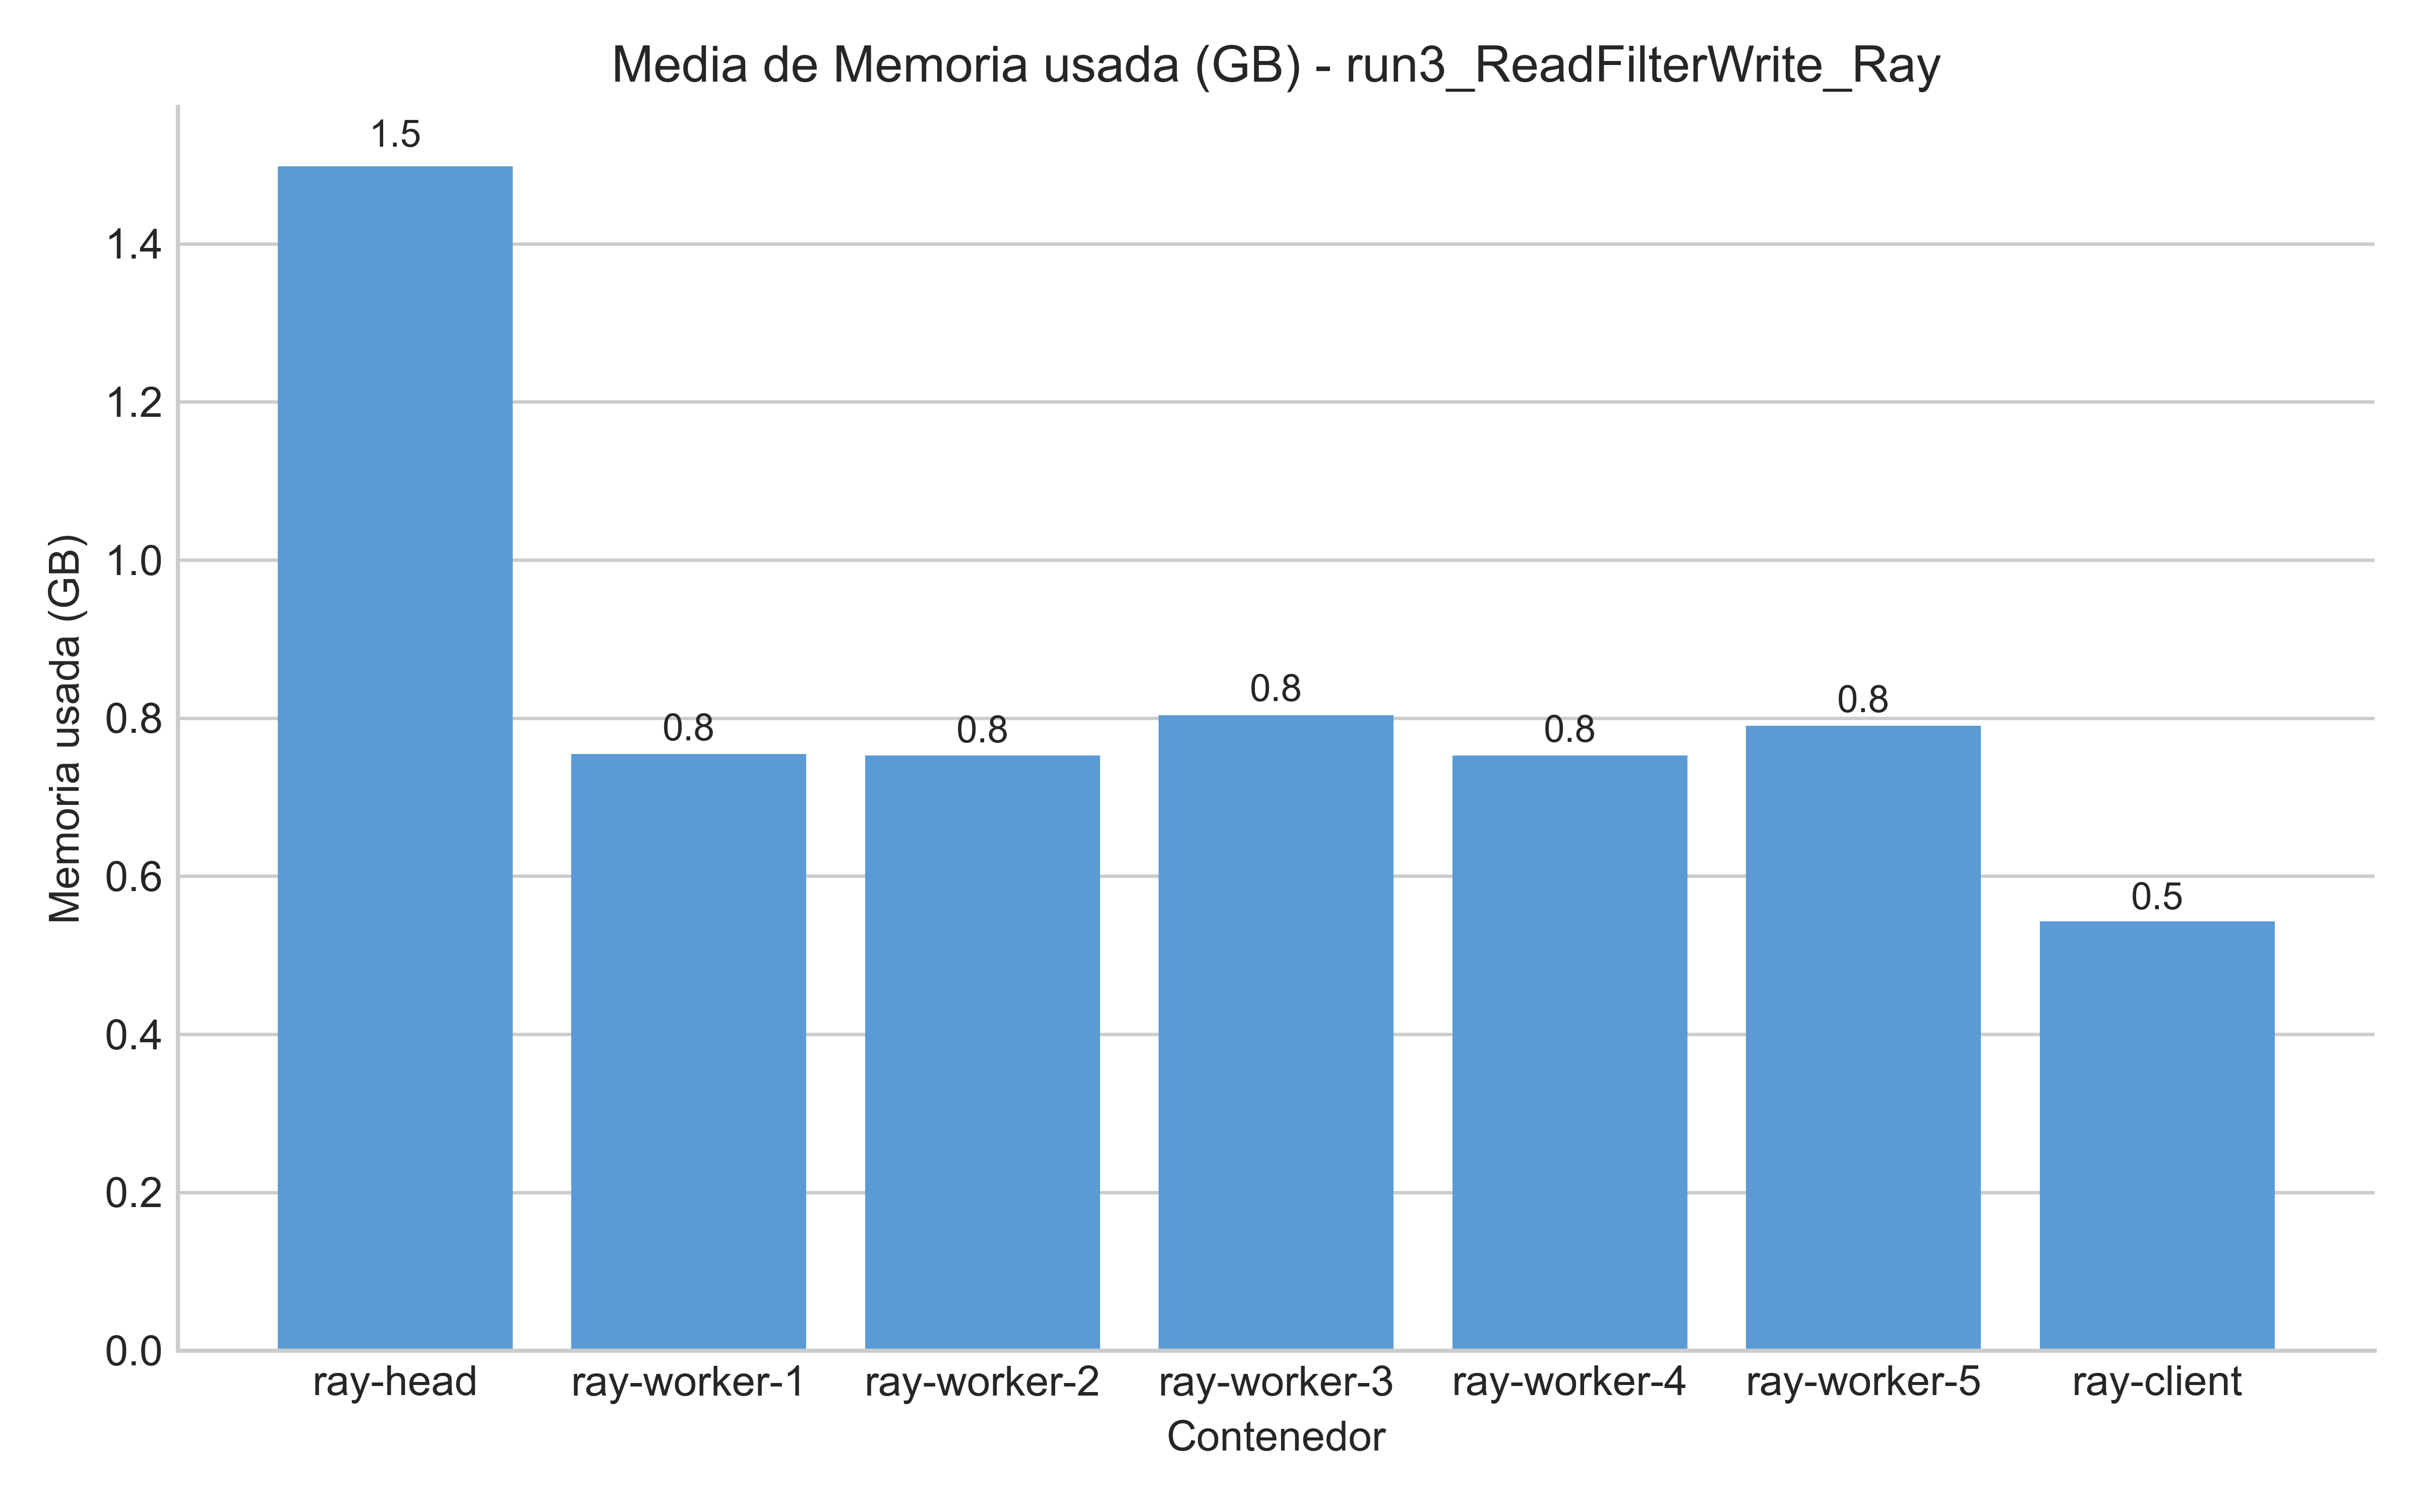 Media de Memoria usada (GB) - run3_ReadFilterWrite_Ray
Memoria usada (GB)
1.4
1.2
1.0
0.8
0.6
0.4
0.2
0.0
1.5
0.8
0.8
0.8
0.8
0.8
0.5
ray-head
ray-worker-1
ray-worker-2
ray-worker-3
ray-worker-4
ray-worker-5
ray-client
Contenedor